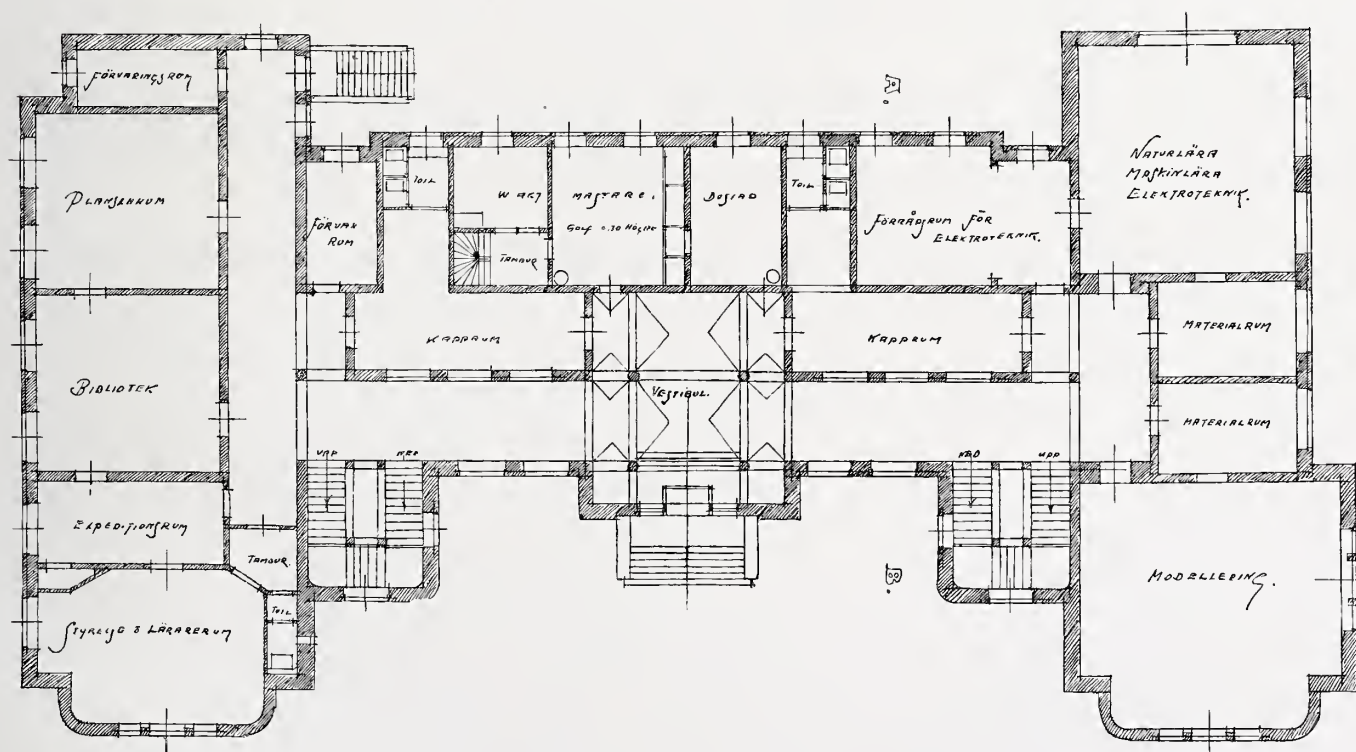 FÖRVARINGSRUM
PLANSCHRUM
BIBLIOTEK
EXPEDITIONSRUM
TAMBUR.
TOIL
STYRELSE & LÄRARERUM
FÖRVAR.
RUM
TOIL
WAKT
TAMBUR
MÄSTARE.
GOLF 0.30 HÖGRE
BOSTAD
TOIL
FÖRRÅDSRUM FÖR
ELEKTROTEKNIK.
NATURLÄRA
MASKINLÄRA
ELEKTROTEKNIK.
KAPPRUM
KAPPRUM
VESTIBUL.
MATERIALRUM
MATERIALRUM
UPP
NED
NED
UPP
MODELLERING.
B.